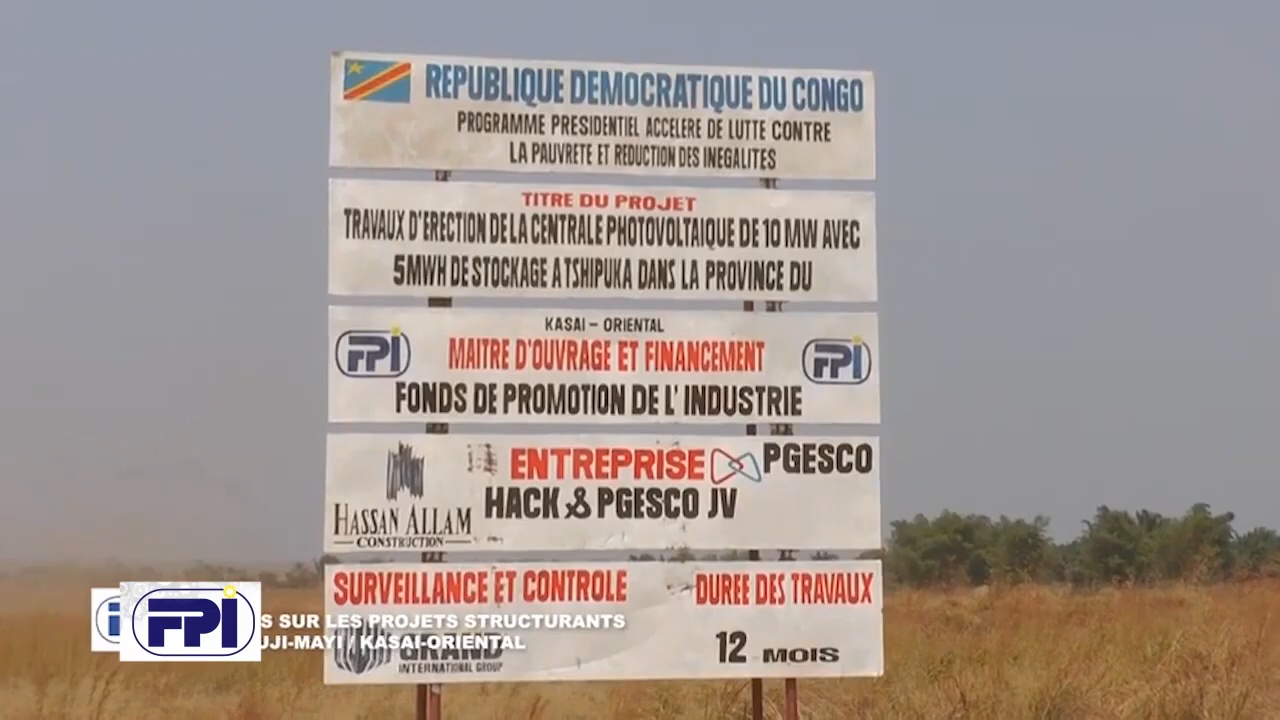 REPUBLIQUE DEMOCRATIQUE DU CONGO
PROGRAMME PRESIDENTIEL ACCELERE DE LUTTE CONTRE
LA PAUVRETE ET REDUCTION DES INEGALITES
TITRE DU PROJET
TRAVAUX D'ERECTION DE LA CENTRALE PHOTOVOLTAIQUE DE 10 MW AVEC
5MWH DE STOCKAGE A TSHIPUKA DANS LA PROVINCE DU
KASAI - ORIENTAL
FPI MAITRE D'OUVRAGE ET FINANCEMENT FPI
FONDS DE PROMOTION DE L'INDUSTRIE
ENTREPRISE PGESCO
HACK & PGESCO JV
HASSAN ALLAM
CONSTRUCTION
SURVEILLANCE ET CONTROLE
GRAND
INTERNATIONAL GROUP
DUREE DES TRAVAUX
12 MOIS
FPI
SUR LES PROJETS STRUCTURANTS
/ KASAI-ORIENTAL